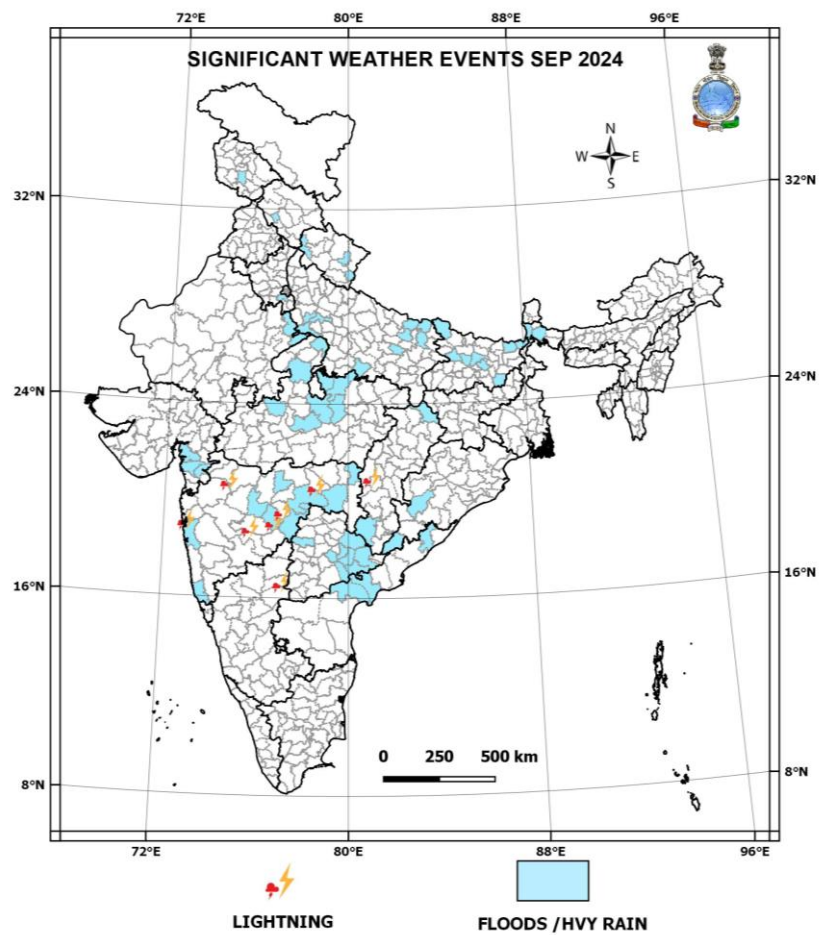 72°E 80°E 88°E 96°E
SIGNIFICANT WEATHER EVENTS SEP 2024
N
W E
S
32°N 32°N
24°N 24°N
16°N 16°N
0 250 500 km
8°N 8°N
72°E 80°E 88°E 96°E
LIGHTNING
FLOODS /HVY RAIN